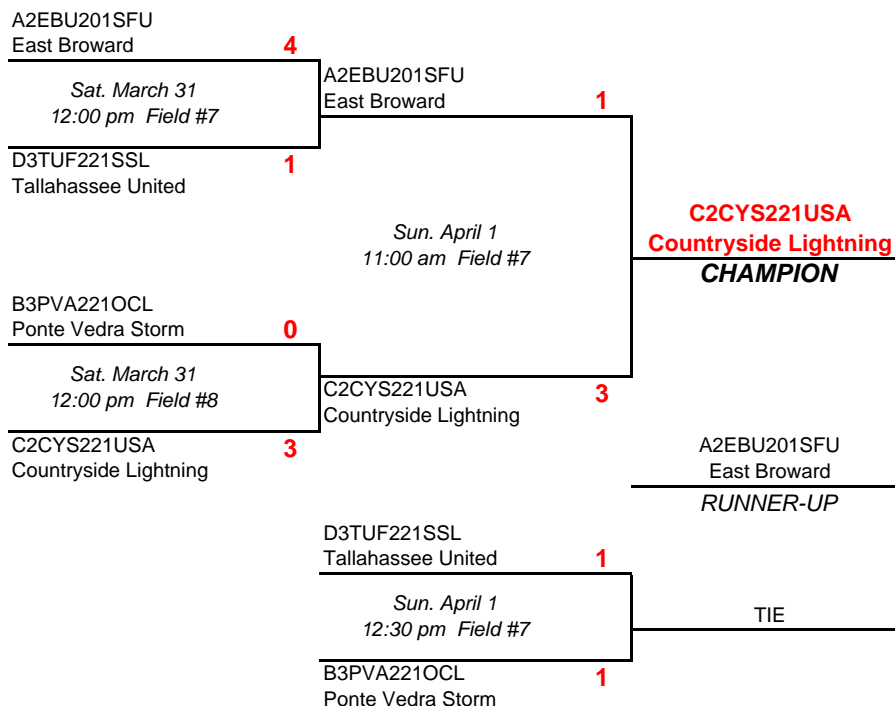 A2EBU201SFU
East Broward
4
Sat. March 31
12:00 pm Field #7
D3TUF221SSL
Tallahassee United
1
A2EBU201SFU
East Broward
1
Sun. April 1
11:00 am Field #7
C2CYS221USA
Countryside Lightning
CHAMPION
B3PVA221OCL
Ponte Vedra Storm
0
Sat. March 31
12:00 pm Field #8
C2CYS221USA
Countryside Lightning
3
C2CYS221USA
Countryside Lightning
3
A2EBU201SFU
East Broward
RUNNER-UP
D3TUF221SSL
Tallahassee United
1
Sun. April 1
12:30 pm Field #7
TIE
B3PVA221OCL
Ponte Vedra Storm
1